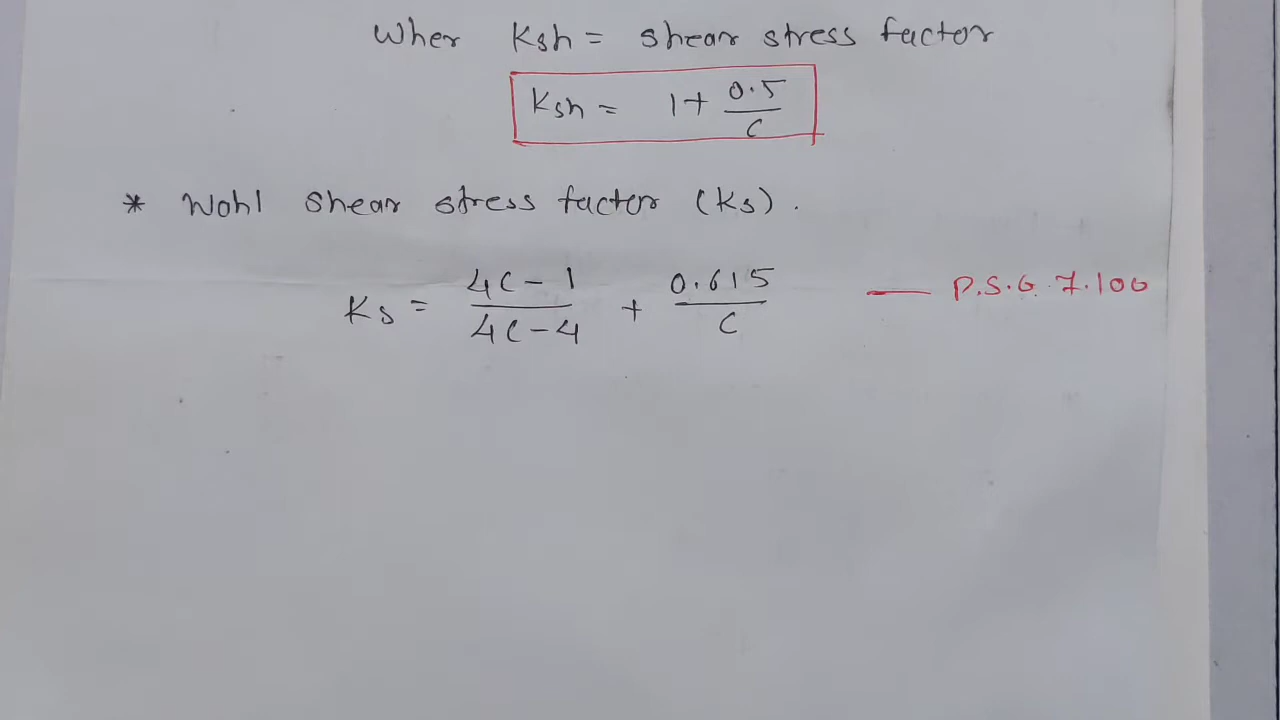 Wher Ksh = shear stress factor
Ksh = 1 + 0.5/C
* Wohl shear stress factor (Ks).
Ks = 4C-1/4C-4 + 0.615/C — P.S.G. 7.100